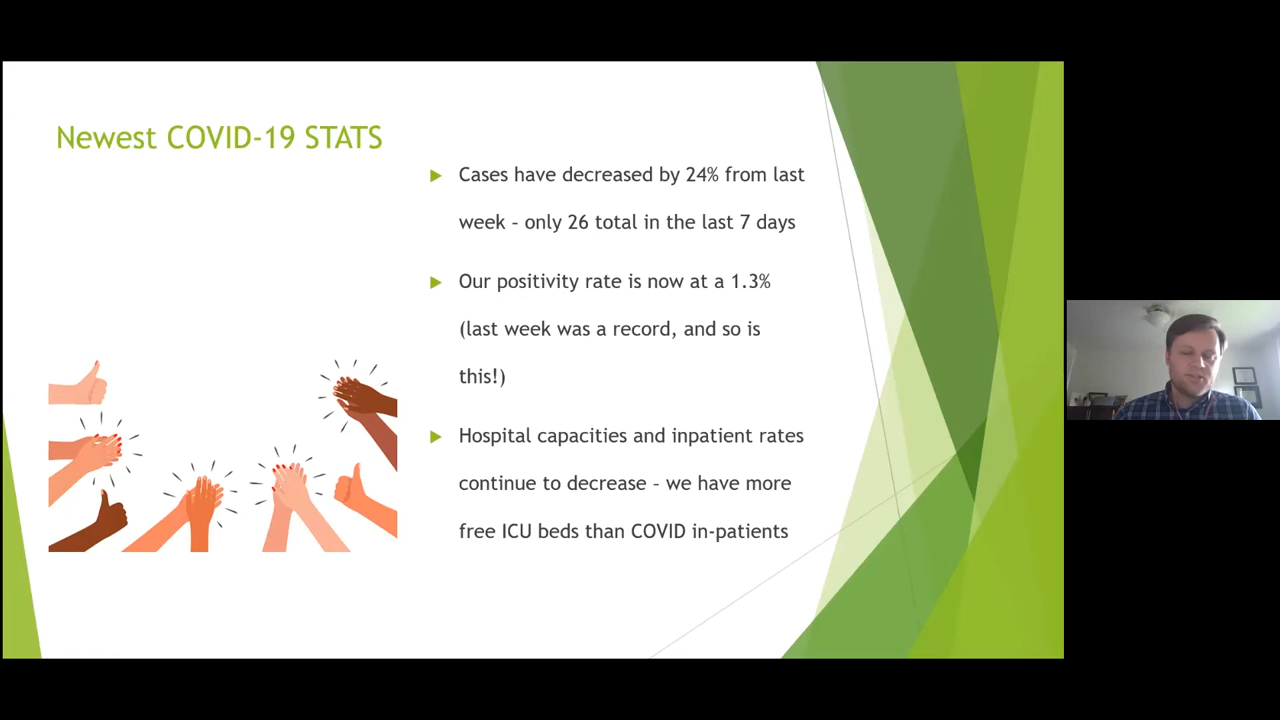 Newest COVID-19 STATS
Cases have decreased by 24% from last
week – only 26 total in the last 7 days
Our positivity rate is now at a 1.3%
(last week was a record, and so is
this!)
Hospital capacities and inpatient rates
continue to decrease – we have more
free ICU beds than COVID in-patients